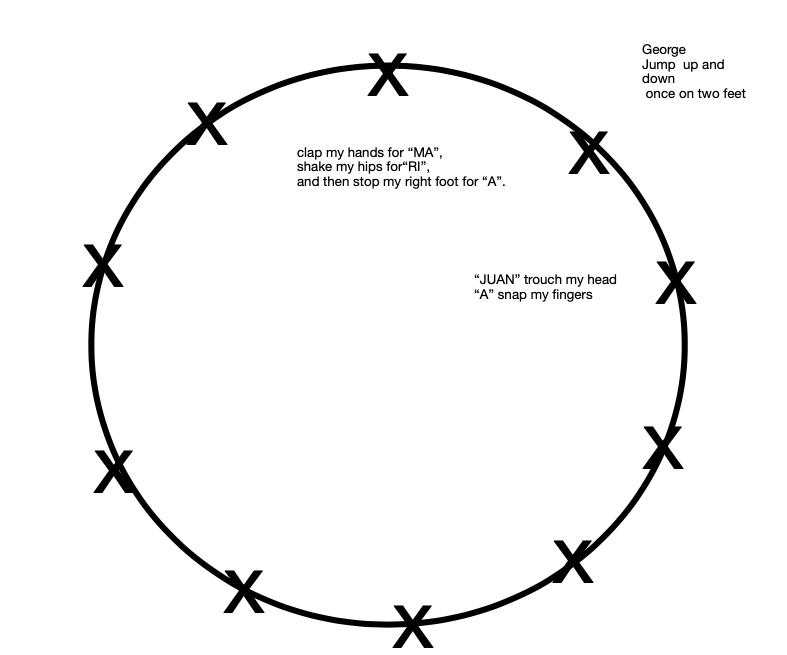 George
Jump  up and
down
once on two feet
clap my hands for “MA”,
shake my hips for“RI”,
and then stop my right foot for “A”.
“JUAN” trouch my head
“A” snap my fingers
X
X
X
X
X
X
X
X
X
X